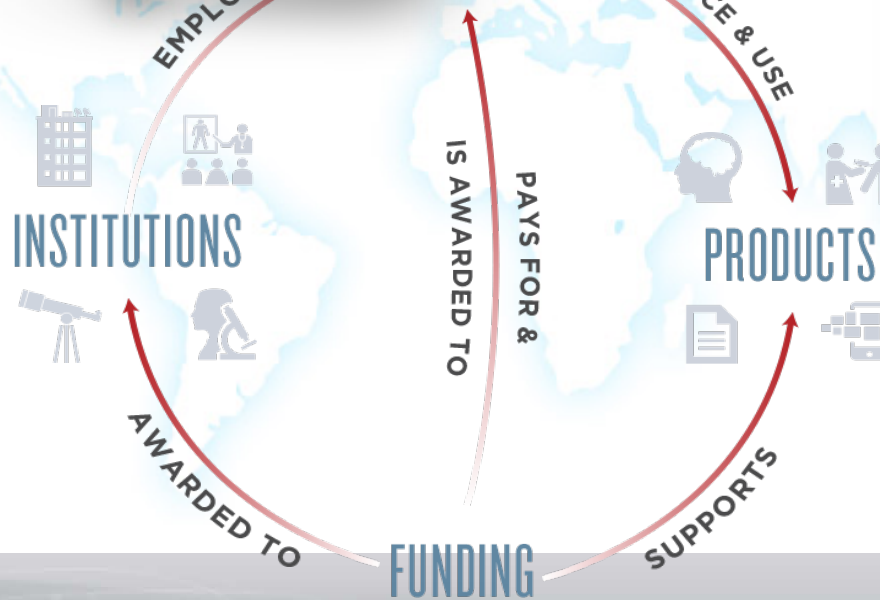 & USE
IS AWARDED TO
PAYS FOR &
INSTITUTIONS
PRODUCTS
AWARDED TO
SUPPORTS
FUNDING